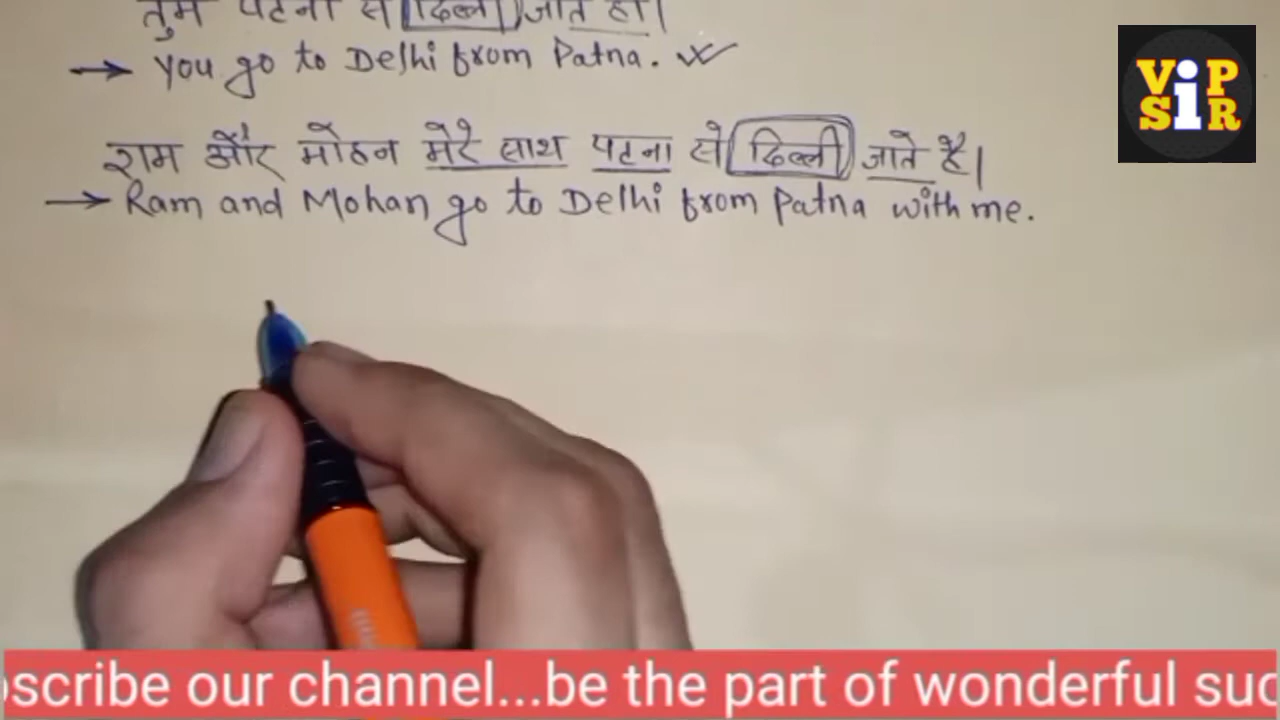 तुम पटना से दिल्ली जाते हो।
→ You go to Delhi from Patna.
राम और मोहन मेरे साथ पटना से दिल्ली जाते हैं।
→ Ram and Mohan go to Delhi from Patna with me.
ViP
SiR
scribe our channel...be the part of wonderful suc